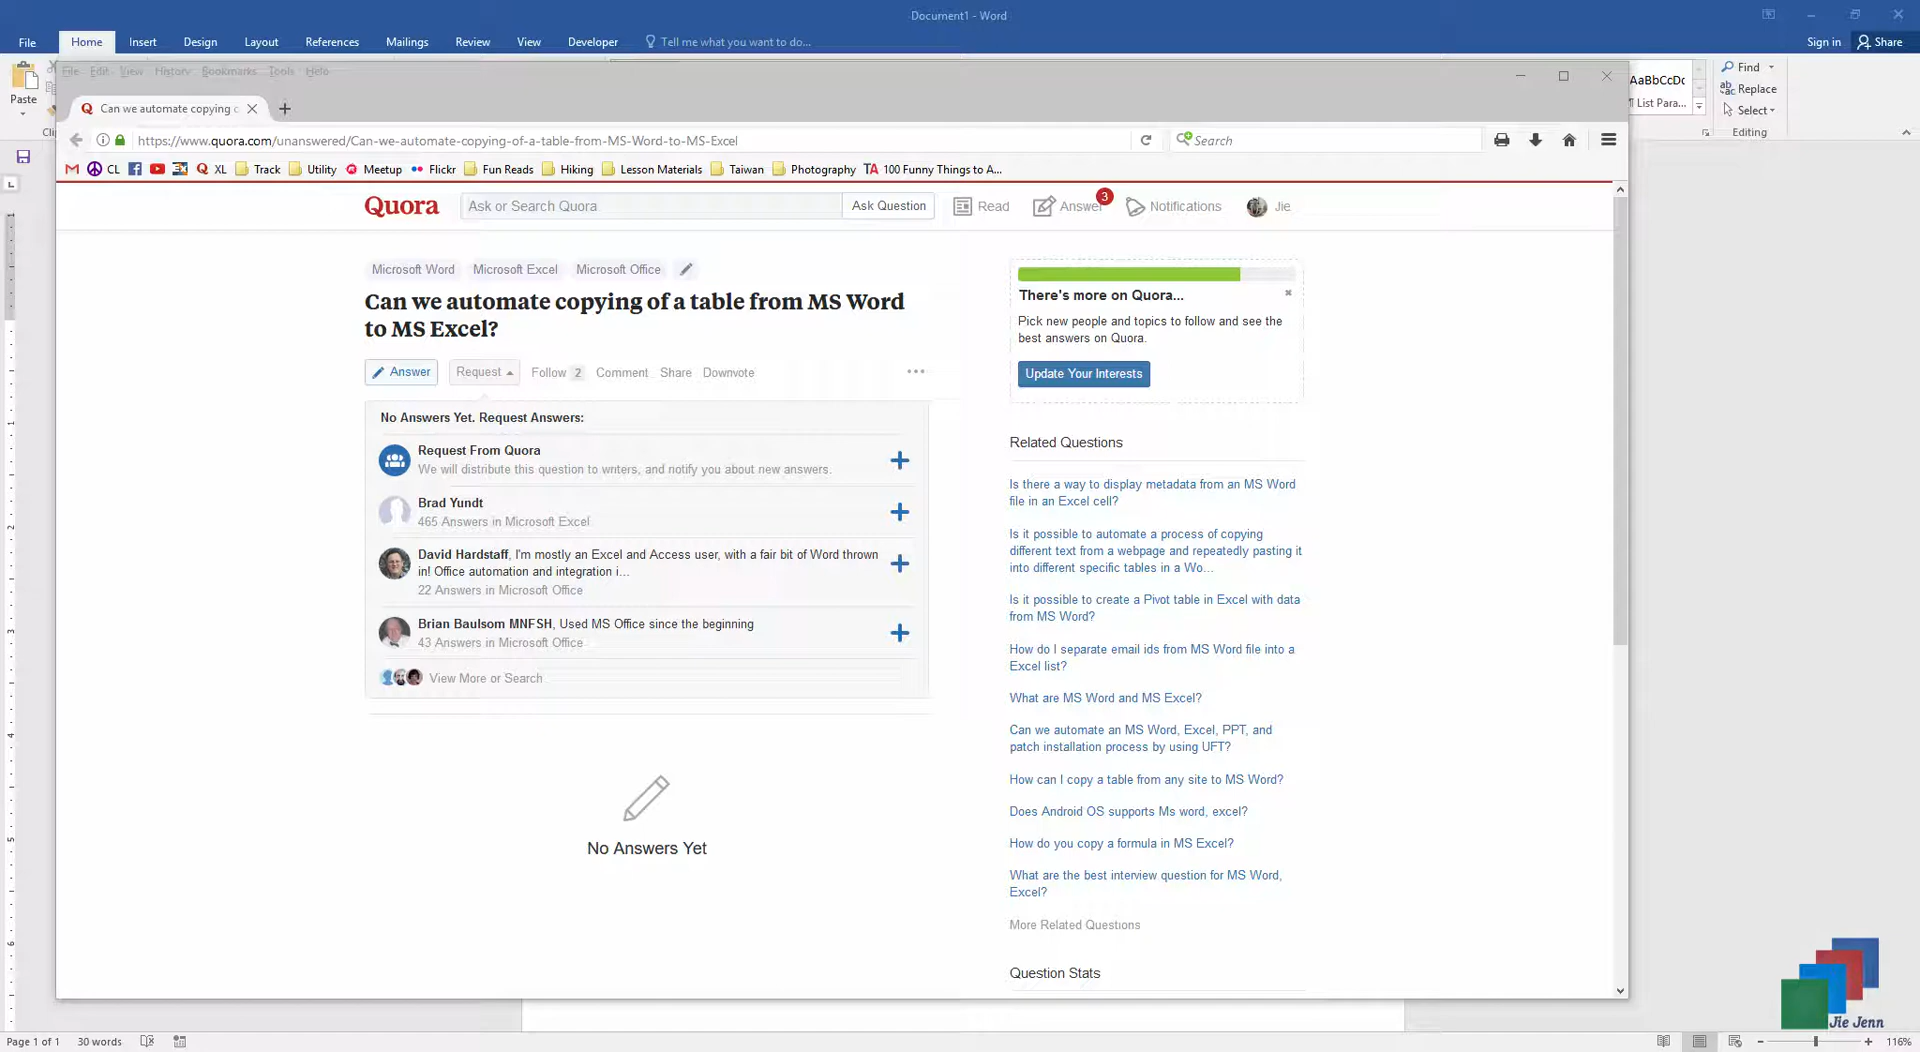 Document1 - Word
File
Home
Insert
Design
Layout
References
Mailings
Review
View
Developer
Tell me what you want to do...
Sign in
Share
Paste
File Edit View History Bookmarks Tools Help
AaBbCcDc
¶ List Para...
Find
Replace
Select
Editing
Can we automate copying
https://www.quora.com/unanswered/Can-we-automate-copying-of-a-table-from-MS-Word-to-MS-Excel
Search
CL
XL
Track
Utility
Meetup
Flickr
Fun Reads
Hiking
Lesson Materials
Taiwan
Photography
TA 100 Funny Things to A...
Quora
Ask or Search Quora
Ask Question
Read
Answer
3
Notifications
Jie
Microsoft Word
Microsoft Excel
Microsoft Office
Can we automate copying of a table from MS Word
to MS Excel?
Answer
Request
Follow 2
Comment
Share
Downvote
No Answers Yet. Request Answers:
Request From Quora
We will distribute this question to writers, and notify you about new answers.
Brad Yundt
465 Answers in Microsoft Excel
David Hardstaff, I'm mostly an Excel and Access user, with a fair bit of Word thrown
in! Office automation and integration i...
22 Answers in Microsoft Office
Brian Baulsom MNFSH, Used MS Office since the beginning
43 Answers in Microsoft Office
View More or Search
No Answers Yet
There's more on Quora...
Pick new people and topics to follow and see the
best answers on Quora.
Update Your Interests
Related Questions
Is there a way to display metadata from an MS Word
file in an Excel cell?
Is it possible to automate a process of copying
different text from a webpage and repeatedly pasting it
into different specific tables in a Wo...
Is it possible to create a Pivot table in Excel with data
from MS Word?
How do I separate email ids from MS Word file into a
Excel list?
What are MS Word and MS Excel?
Can we automate an MS Word, Excel, PPT, and
patch installation process by using UFT?
How can I copy a table from any site to MS Word?
Does Android OS supports Ms word, excel?
How do you copy a formula in MS Excel?
What are the best interview question for MS Word,
Excel?
More Related Questions
Question Stats
Jie Jenn
Page 1 of 1
30 words
116%